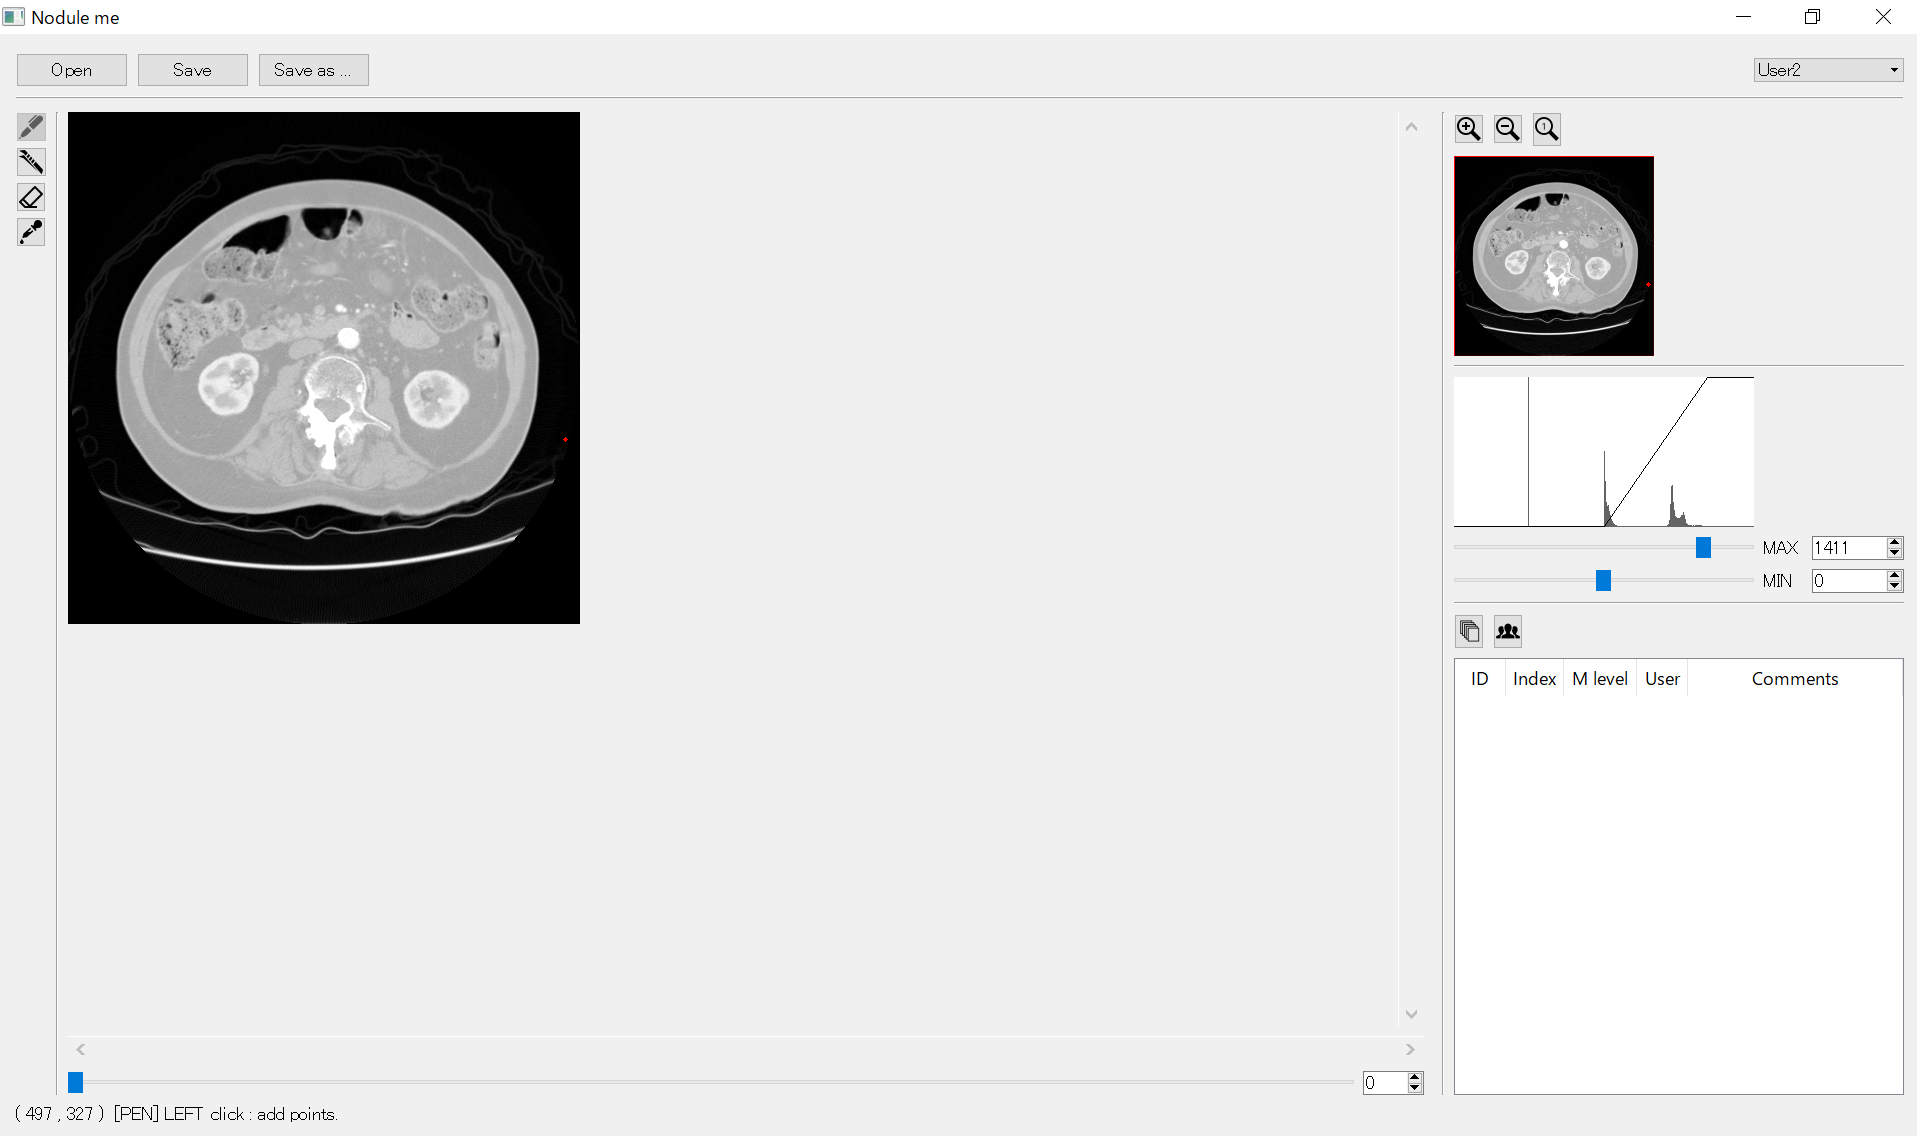 Nodule me
Open Save Save as ... User2
1
MAX 1411
MIN 0
ID Index M level User Comments
0
( 497 , 327 ) [PEN] LEFT click : add points.